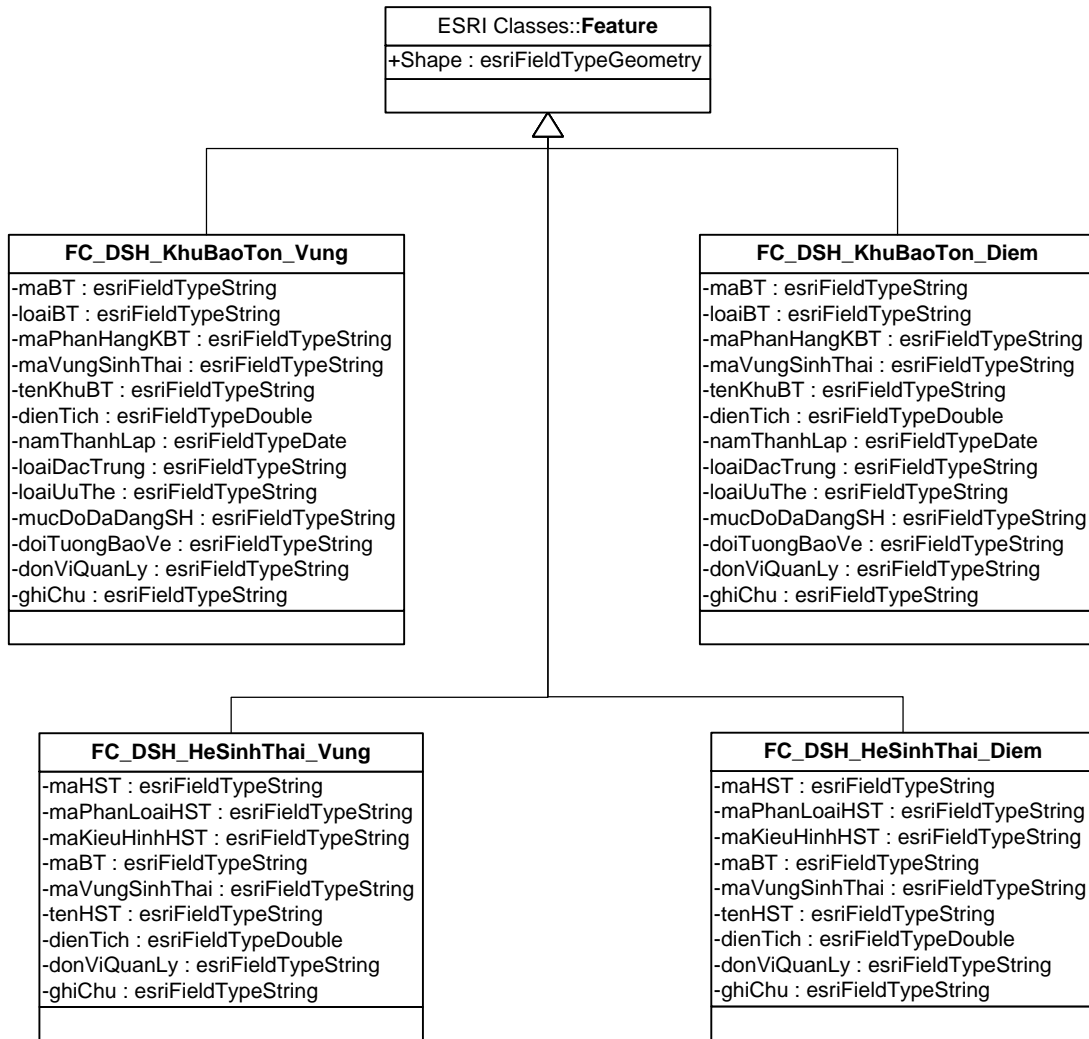 ESRI Classes::Feature
+Shape : esriFieldTypeGeometry
FC_DSH_KhuBaoTon_Vung
-maBT : esriFieldTypeString
-loaiBT : esriFieldTypeString
-maPhanHangKBT : esriFieldTypeString
-maVungSinhThai : esriFieldTypeString
-tenKhuBT : esriFieldTypeString
-dienTich : esriFieldTypeDouble
-namThanhLap : esriFieldTypeDate
-loaiDacTrung : esriFieldTypeString
-loaiUuThe : esriFieldTypeString
-mucDoDaDangSH : esriFieldTypeString
-doiTuongBaoVe : esriFieldTypeString
-donViQuanLy : esriFieldTypeString
-ghiChu : esriFieldTypeString
FC_DSH_KhuBaoTon_Diem
-maBT : esriFieldTypeString
-loaiBT : esriFieldTypeString
-maPhanHangKBT : esriFieldTypeString
-maVungSinhThai : esriFieldTypeString
-tenKhuBT : esriFieldTypeString
-dienTich : esriFieldTypeDouble
-namThanhLap : esriFieldTypeDate
-loaiDacTrung : esriFieldTypeString
-loaiUuThe : esriFieldTypeString
-mucDoDaDangSH : esriFieldTypeString
-doiTuongBaoVe : esriFieldTypeString
-donViQuanLy : esriFieldTypeString
-ghiChu : esriFieldTypeString
FC_DSH_HeSinhThai_Vung
-maHST : esriFieldTypeString
-maPhanLoaiHST : esriFieldTypeString
-maKieuHinhHST : esriFieldTypeString
-maBT : esriFieldTypeString
-maVungSinhThai : esriFieldTypeString
-tenHST : esriFieldTypeString
-dienTich : esriFieldTypeDouble
-donViQuanLy : esriFieldTypeString
-ghiChu : esriFieldTypeString
FC_DSH_HeSinhThai_Diem
-maHST : esriFieldTypeString
-maPhanLoaiHST : esriFieldTypeString
-maKieuHinhHST : esriFieldTypeString
-maBT : esriFieldTypeString
-maVungSinhThai : esriFieldTypeString
-tenHST : esriFieldTypeString
-dienTich : esriFieldTypeDouble
-donViQuanLy : esriFieldTypeString
-ghiChu : esriFieldTypeString